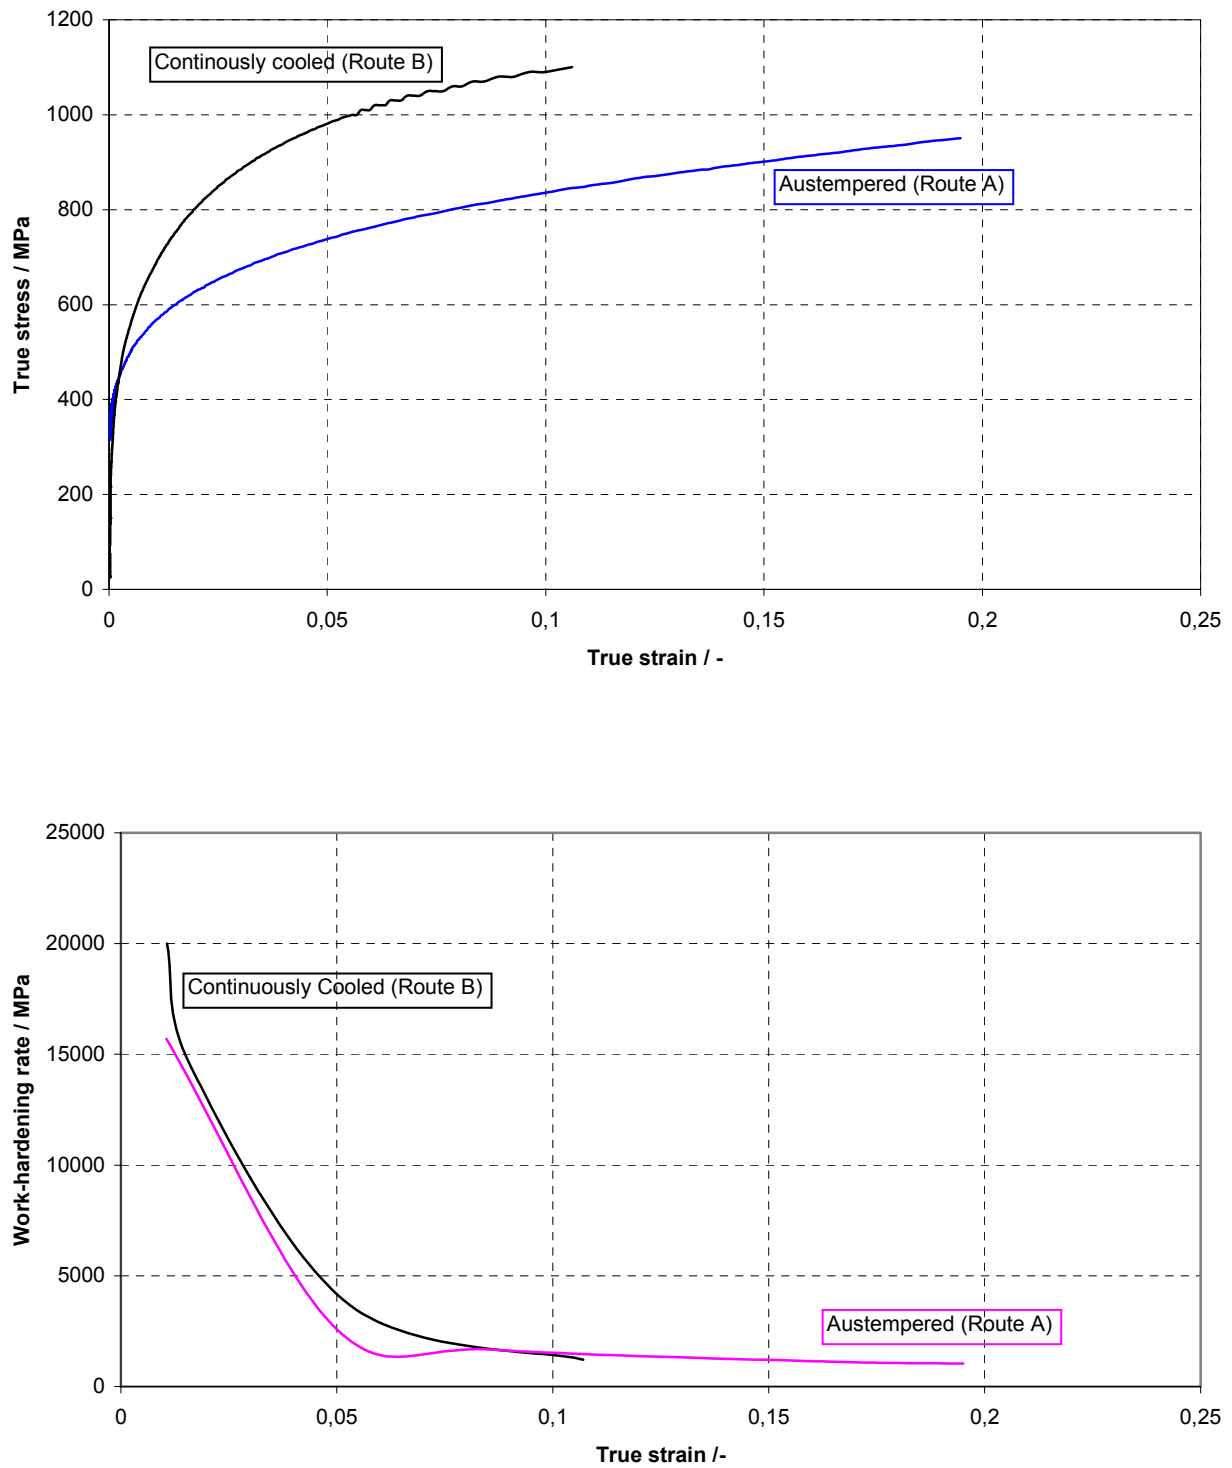 1200
Continously cooled (Route B)
1000
Austempered (Route A)
800
600
400
200
0
True stress / MPa
0 0,05 0,1 0,15 0,2 0,25
True strain / -
25000
20000
Continuously Cooled (Route B)
15000
10000
5000
Austempered (Route A)
0
Work-hardening rate / MPa
0 0,05 0,1 0,15 0,2 0,25
True strain /-